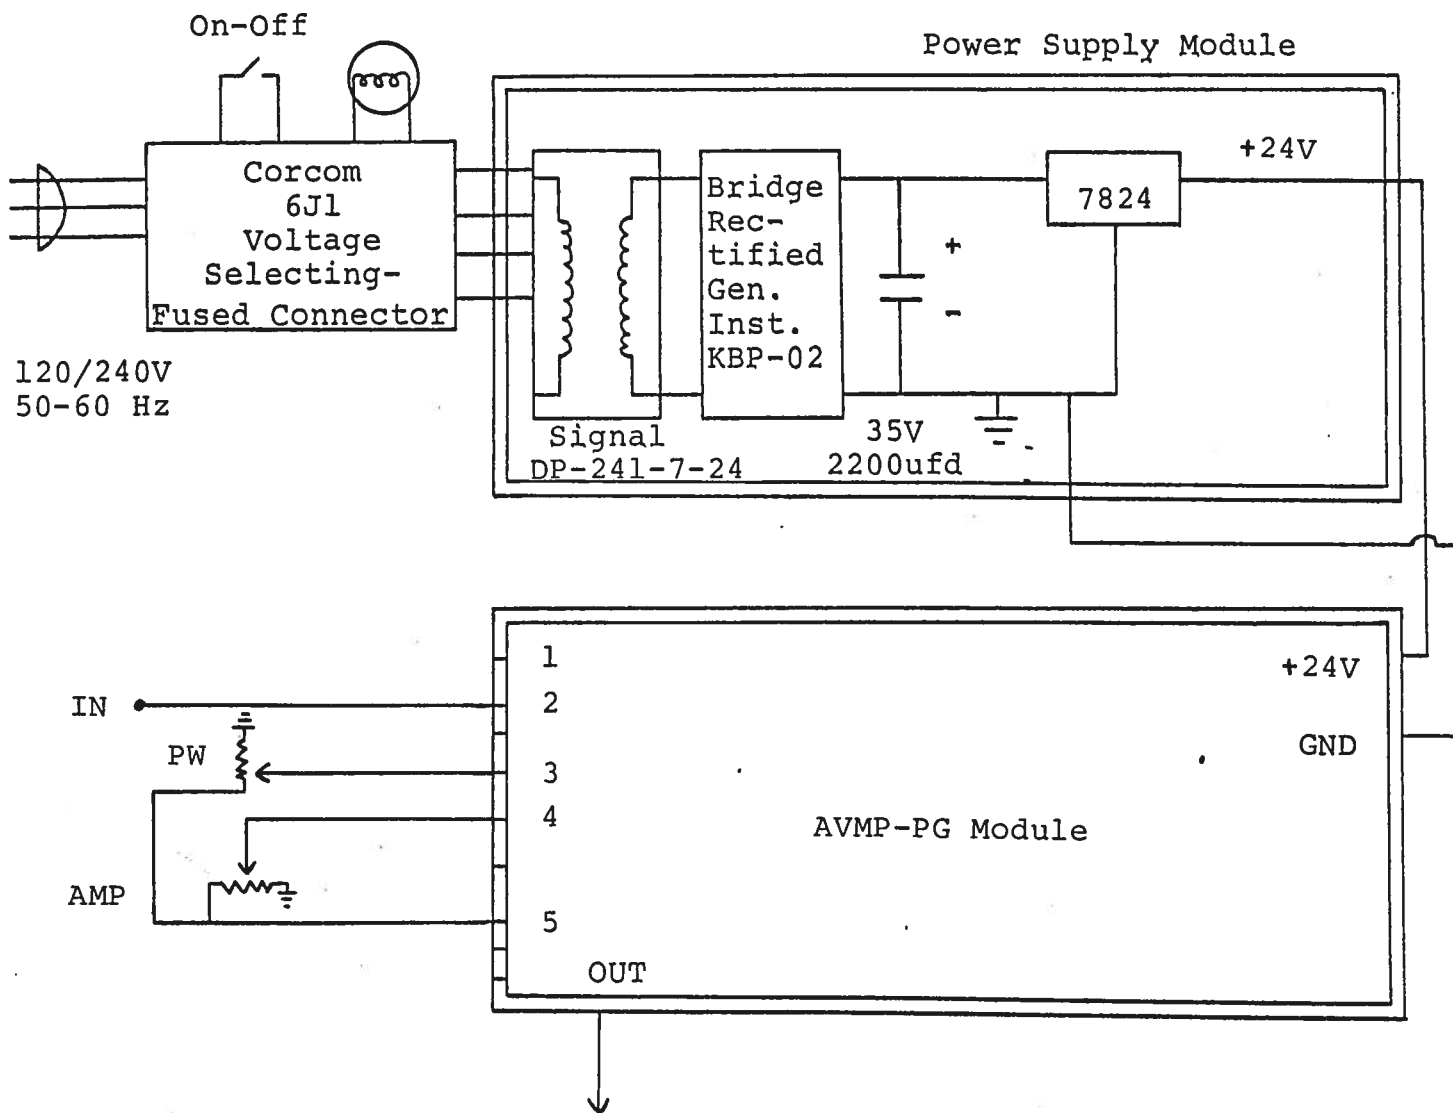 On-Off
Power Supply Module
Corcom
6J1
Voltage
Selecting-
Fused Connector
120/240V
50-60 Hz
Signal
DP-241-7-24
Bridge
Rec-
tified
Gen.
Inst.
KBP-02
+
-
35V
2200ufd
7824
+24V
IN
PW
AMP
1
2
3
4
5
OUT
AVMP-PG Module
+24V
GND